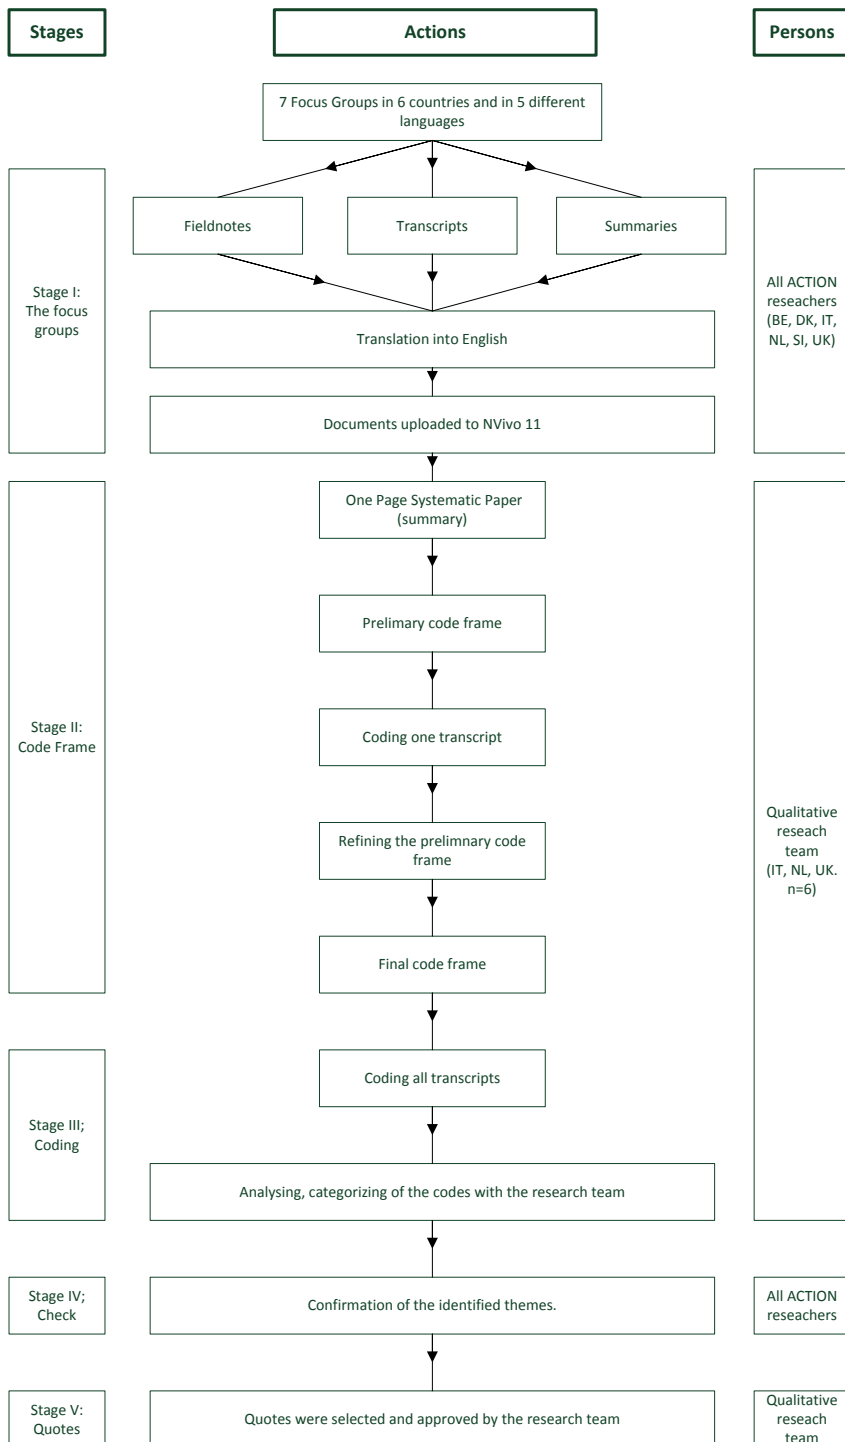 Stages
Actions
Persons
7 Focus Groups in 6 countries and in 5 different
languages
Fieldnotes
Transcripts
Summaries
Stage I:
The focus
groups
All ACTION
reseachers
(BE, DK, IT,
NL, SI, UK)
Translation into English
Documents uploaded to NVivo 11
One Page Systematic Paper
(summary)
Prelimary code frame
Stage II:
Code Frame
Coding one transcript
Refining the prelimnary code
frame
Qualitative
reseach
team
(IT, NL, UK.
n=6)
Final code frame
Coding all transcripts
Stage III;
Coding
Analysing, categorizing of the codes with the research team
Stage IV;
Check
Confirmation of the identified themes.
All ACTION
reseachers
Stage V:
Quotes
Quotes were selected and approved by the research team
Qualitative
reseach
team